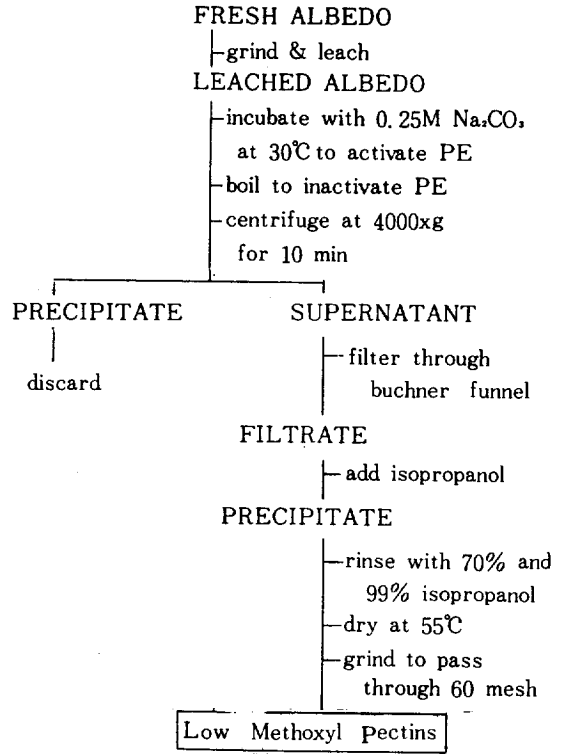 FRESH ALBEDO
grind & leach
LEACHED ALBEDO
incubate with 0.25M Na₂CO₃
at 30℃ to activate PE
boil to inactivate PE
centrifuge at 4000xg
for 10 min
PRECIPITATE
SUPERNATANT
discard
filter through
buchner funnel
FILTRATE
add isopropanol
PRECIPITATE
rinse with 70% and
99% isopropanol
dry at 55℃
grind to pass
through 60 mesh
Low Methoxyl Pectins